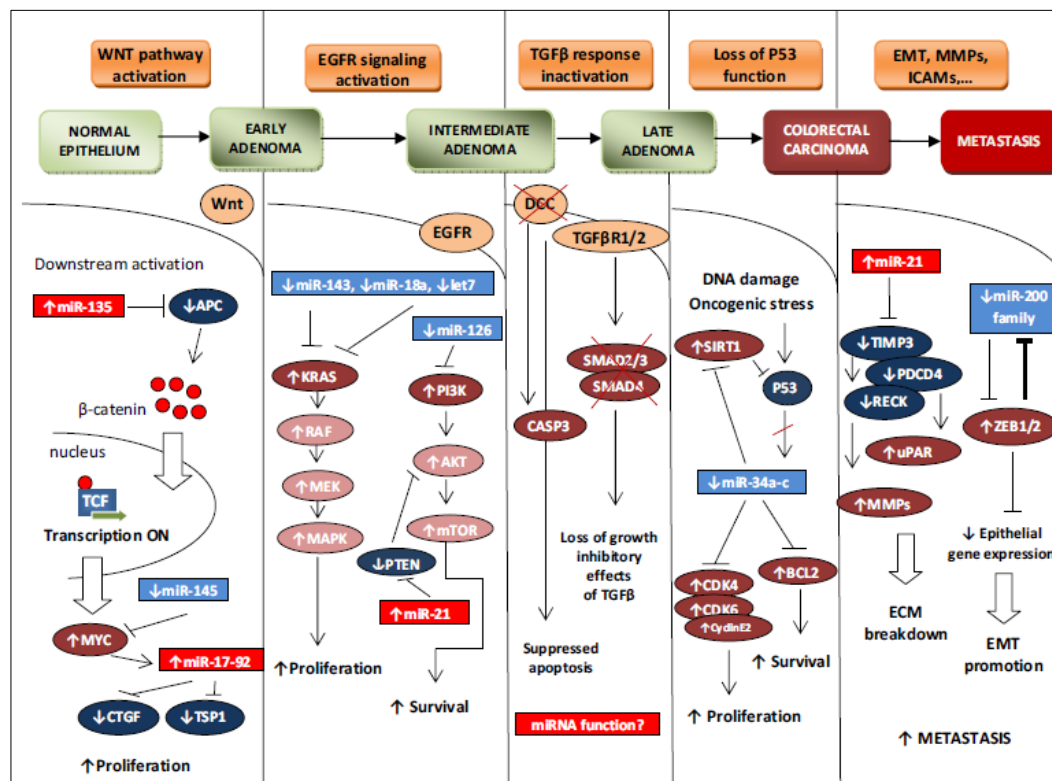 WNT pathway
activation
EGFR signaling
activation
TGFβ response
inactivation
Loss of P53
function
EMT, MMPs,
ICAMs,...
NORMAL
EPITHELIUM
EARLY
ADENOMA
INTERMEDIATE
ADENOMA
LATE
ADENOMA
COLORECTAL
CARCINOMA
METASTASIS
Wnt
Downstream activation
↑miR-135
↓APC
β-catenin
nucleus
TCF
Transcription ON
↓miR-145
↑MYC
↑miR-17-92
↓CTGF
↓TSP1
↑Proliferation
EGFR
↓miR-143, ↓miR-18a, ↓let7
↓miR-126
↑KRAS
↑PI3K
↑RAF
↑AKT
↑MEK
↑mTOR
↑MAPK
↓PTEN
↑miR-21
↑Proliferation
↑ Survival
DCC
TGFβR1/2
SMAD2/3
SMAD4
CASP3
Loss of growth
inhibitory
effects
of TGFβ
Suppressed
apoptosis
miRNA function?
DNA damage
Oncogenic stress
↑SIRT1
P53
↓miR-34a-c
↑CDK4
↑CDK6
↑CyclinE2
↑BCL2
↑ Survival
↑ Proliferation
↑miR-21
↓miR-200
family
↓TIMP3
↓PDCD4
↓RECK
↑ZEB1/2
↑uPAR
↑MMPs
↓ Epithelial
gene expression
ECM
breakdown
EMT
promotion
↑ METASTASIS